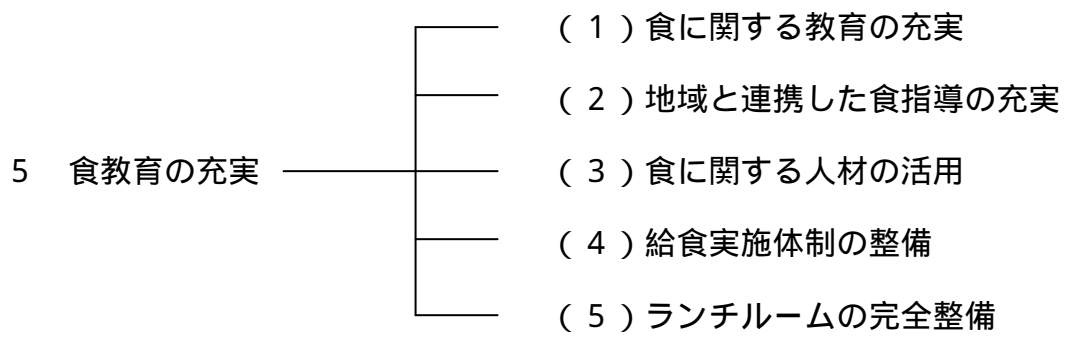 5　食教育の充実
(1)食に関する教育の充実
(2)地域と連携した食指導の充実
(3)食に関する人材の活用
(4)給食実施体制の整備
(5)ランチルームの完全整備